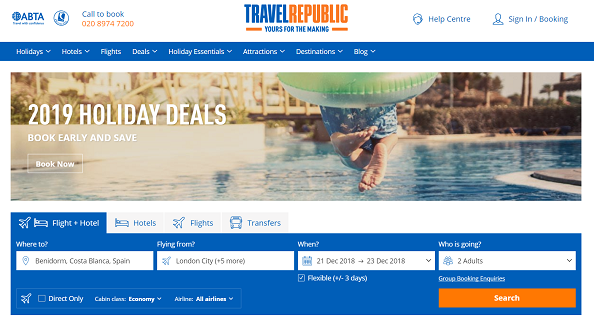 ABTA
Travel with confidence
Call to book
020 8974 7200
TRAVELREPUBLIC
YOURS FOR THE MAKING
Help Centre
Sign In / Booking
Holidays Hotels Flights Deals Holiday Essentials Attractions Destinations Blog
2019 HOLIDAY DEALS
BOOK EARLY AND SAVE
Book Now
Flight + Hotel Hotels Flights Transfers
Where to? Flying from? When? Who is going?
Benidorm, Costa Blanca, Spain London City (+5 more) 21 Dec 2018 → 23 Dec 2018 2 Adults
Flexible (+/- 3 days) Group Booking Enquiries
Direct Only Cabin class: Economy Airline: All airlines Search